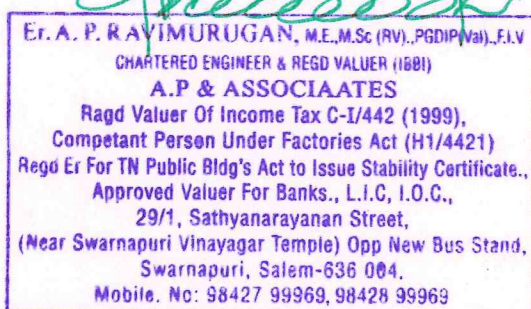 Er. A. P. RAVIMURUGAN, M.E.,M.Sc (RV).,PGDIP(Val).,F.I.V
CHARTERED ENGINEER & REGD VALUER (IBBI)
A.P & ASSOCIAATES
Ragd Valuer Of Income Tax C-I/442 (1999),
Competant Person Under Factories Act (H1/4421)
Regd Er For TN Public Bldg's Act to Issue Stability Certificate.,
Approved Valuer For Banks., L.I.C, I.O.C.,
29/1, Sathyanarayanan Street,
(Near Swarnapuri Vinayagar Temple) Opp New Bus Stand,
Swarnapuri, Salem-636 004.
Mobile. No: 98427 99969, 98428 99969